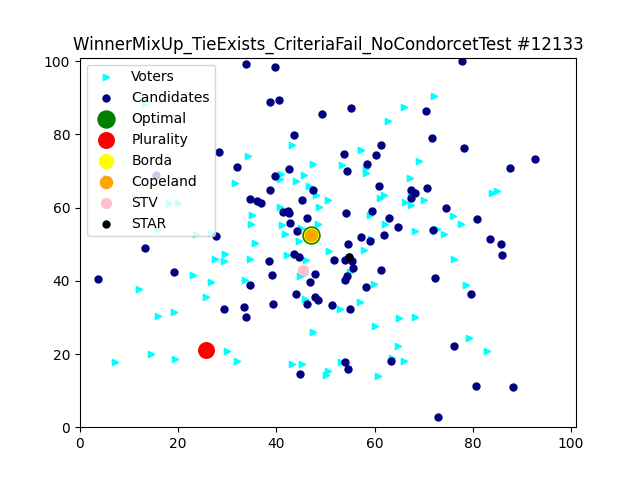 WinnerMixUp_TieExists_CriteriaFail_NoCondorcetTest #12133
100
80
60
40
20
0
Voters
Candidates
Optimal
Plurality
Borda
Copeland
STV
STAR
0 20 40 60 80 100